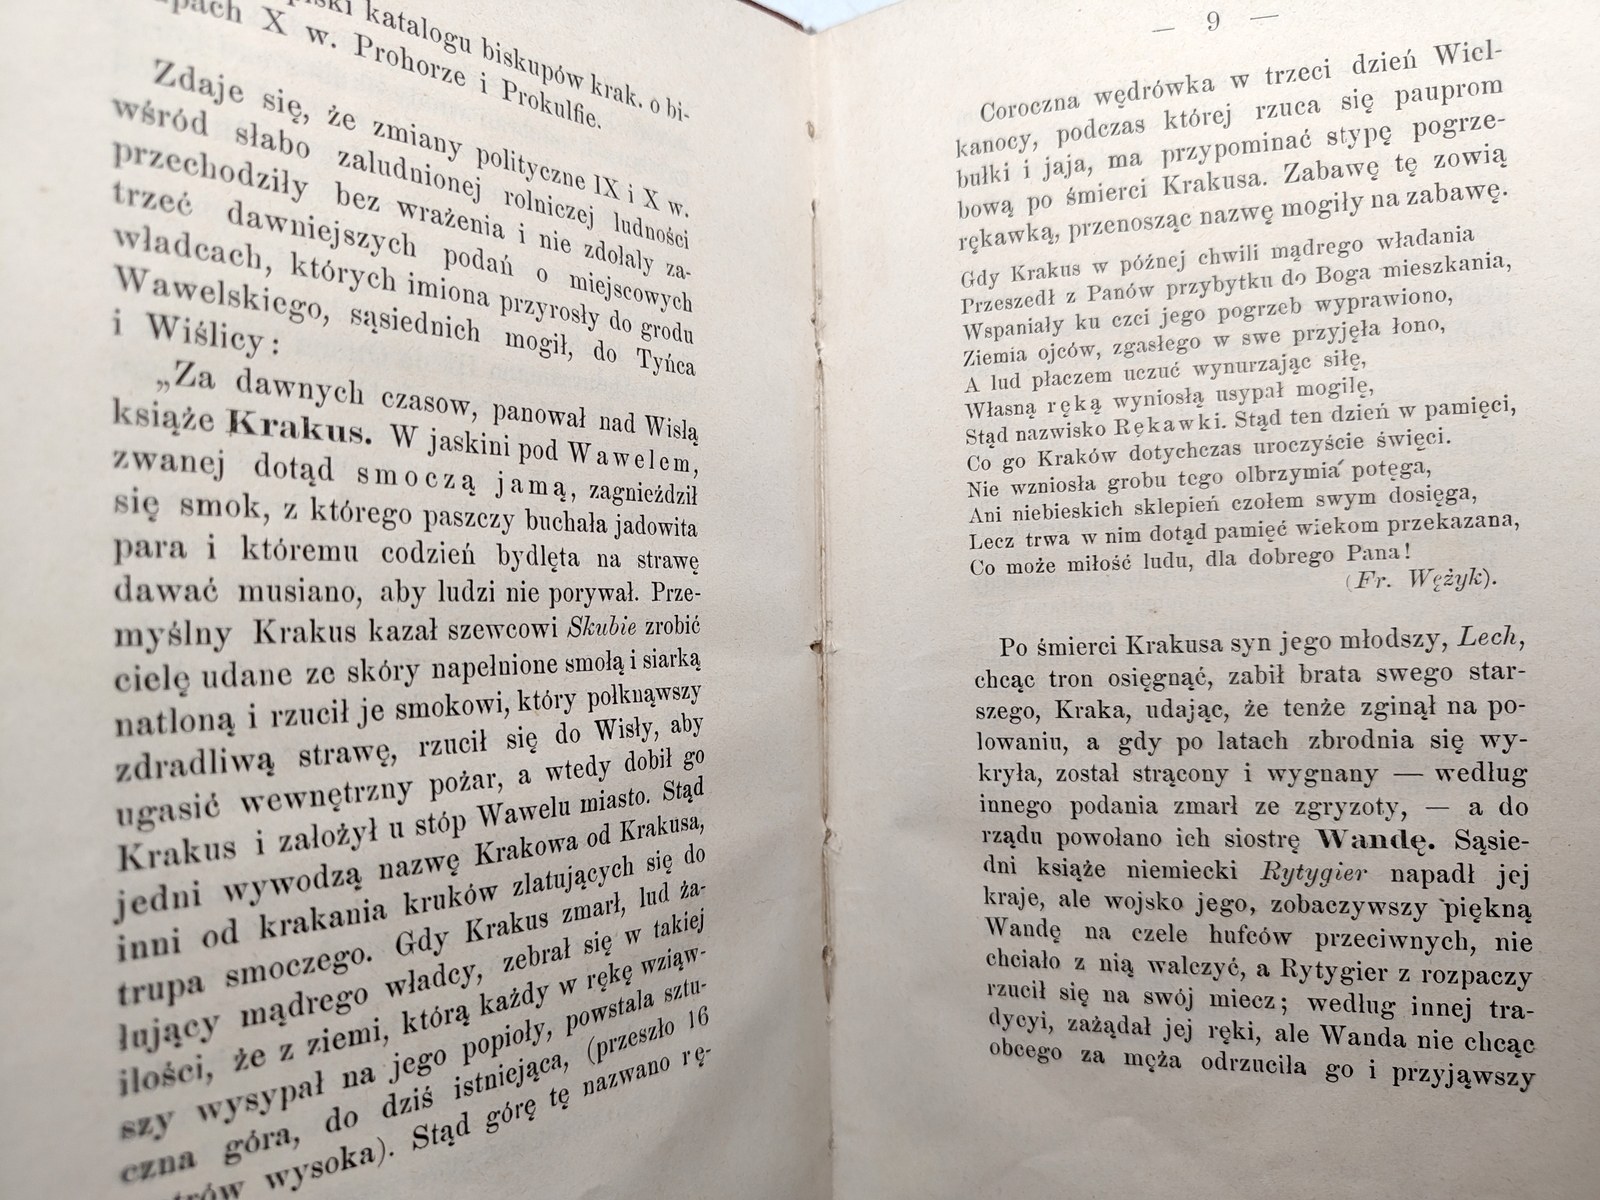 katalogu biskupów krak. o bi-
X w. Prohorze i Prokulfie.
Zdaje się, że zmiany polityczne IX i X w.
wśród słabo zaludnionej rolniczej ludności
przechodziły bez wrażenia i nie zdołały za-
trzeć dawniejszych podań o miejscowych
władcach, których imiona przyrosły do grodu
Wawelskiego, sąsiednich mogił, do Tyńca
i Wiślicy:
„Za dawnych czasow, panował nad Wisłą
książe Krakus. W jaskini pod Wawelem,
zwanej dotąd smoczą jamą, zagnieździł
się smok, z którego paszczy buchała jadowita
para i któremu codzień bydlęta na strawę
dawać musiano, aby ludzi nie porywał. Prze-
myślny Krakus kazał szewcowi Skubie zrobić
cielę udane ze skóry napełnione smołą i siarką
natłoną i rzucił je smokowi, który połknąwszy
zdradliwą strawę, rzucił się do Wisły, aby
ugasić wewnętrzny pożar, a wtedy dobił go
Krakus i założył u stóp Wawelu miasto. Stąd
jedni wywodzą nazwę Krakowa od Krakusa,
inni od krakania kruków zlatujących się do
trupa smoczego. Gdy Krakus zmarł, lud ża-
łujący mądrego władcy, zebrał się w takiej
ilości, że z ziemi, którą każdy w rękę wziąw-
szy wysypał na jego popioły, powstała sztu-
czna góra, do dziś istniejąca, (przeszło 16
wysoka). Stąd górę tę nazwano rę-
— 9 —
Coroczna wędrówka w trzeci dzień Wiel-
kanocy, podczas której rzuca się pauprom
bułki i jaja, ma przypominać stypę pogrze-
bową po śmierci Krakusa. Zabawę tę zowią
rękawką, przenosząc nazwę mogiły na zabawę.
Gdy Krakus w późnej chwili mądrego władania
Przeszedł z Panów przybytku do Boga mieszkania,
Wspaniały ku czci jego pogrzeb wyprawiono,
Ziemia ojców, zgasłego w swe przyjęła łono,
A lud płaczem uczuć wynurzając siłę,
Własną ręką wyniosłą usypał mogiłę,
Stąd nazwisko Rękawki. Stąd ten dzień w pamięci,
Co go Kraków dotychczas uroczyście święci.
Nie wzniosła grobu tego olbrzymia potęga,
Ani niebieskich sklepień czołem swym dosięga,
Lecz trwa w nim dotąd pamięć wiekom przekazana,
Co może miłość ludu, dla dobrego Pana!
(Fr. Wężyk).
Po śmierci Krakusa syn jego młodszy, Lech,
chcąc tron osięgnąć, zabił brata swego star-
szego, Kraka, udając, że tenże zginął na po-
lowaniu, a gdy po latach zbrodnia się wy-
kryła, został strącony i wygnany — według
innego podania zmarł ze zgryzoty, — a do
rządu powołano ich siostrę Wandę. Sąsie-
dni książe niemiecki Rytygier napadł jej
kraje, ale wojsko jego, zobaczywszy piękną
Wandę na czele hufców przeciwnych, nie
chciało z nią walczyć, a Rytygier z rozpaczy
rzucił się na swój miecz; według innej tra-
dycyi, zażądał jej ręki, ale Wanda nie chcąc
obcego za męża odrzuciła go i przyjąwszy